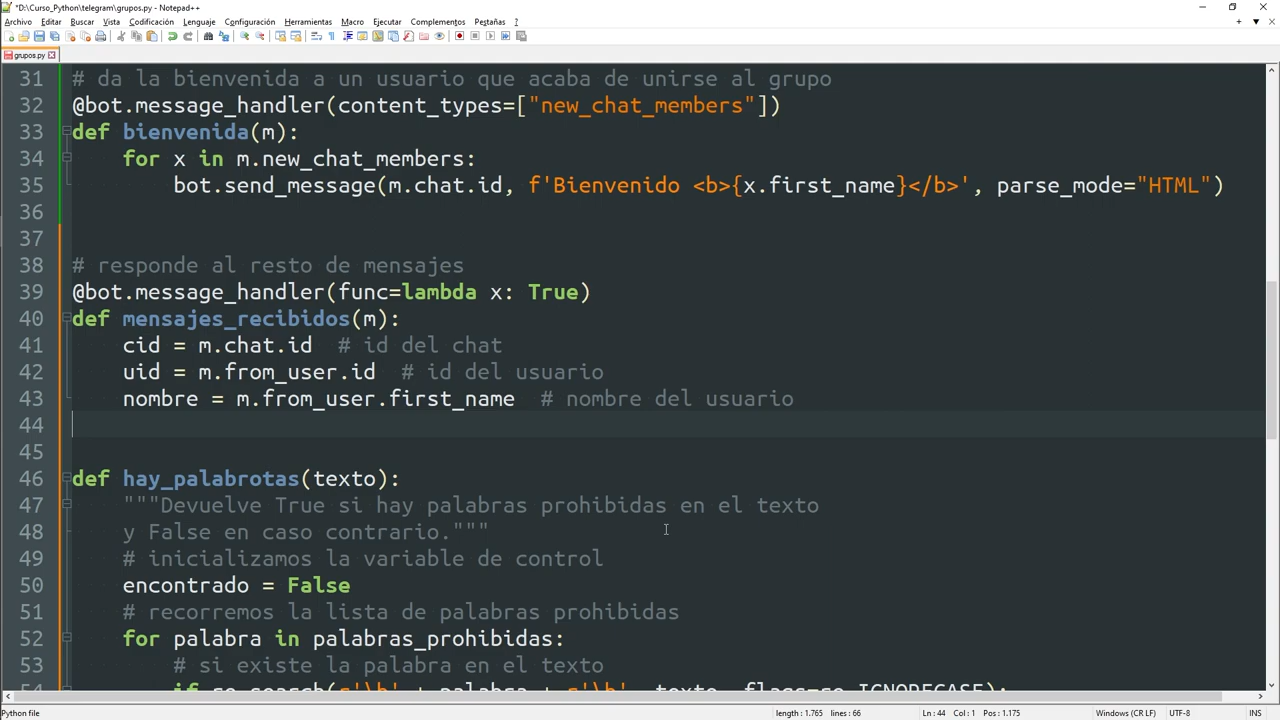 *D:\Curso_Python\telegram\grupos.py - Notepad++
Archivo Editar Buscar Vista Codificación Lenguaje Configuración Herramientas Macro Ejecutar Complementos Pestañas ?
grupos.py
31 # da la bienvenida a un usuario que acaba de unirse al grupo
32 @bot.message_handler(content_types=["new_chat_members"])
33 def bienvenida(m):
34     for x in m.new_chat_members:
35         bot.send_message(m.chat.id, f'Bienvenido <b>{x.first_name}</b>', parse_mode="HTML")
36
37
38 # responde al resto de mensajes
39 @bot.message_handler(func=lambda x: True)
40 def mensajes_recibidos(m):
41     cid = m.chat.id  # id del chat
42     uid = m.from_user.id  # id del usuario
43     nombre = m.from_user.first_name  # nombre del usuario
44
45
46 def hay_palabrotas(texto):
47     """Devuelve True si hay palabras prohibidas en el texto
48     y False en caso contrario."""
49     # inicializamos la variable de control
50     encontrado = False
51     # recorremos la lista de palabras prohibidas
52     for palabra in palabras_prohibidas:
53         # si existe la palabra en el texto
54         if re.search(r'\b' + palabra + r'\b', texto, flags=re.IGNORECASE):
Python file length : 1.765 lines : 66 Ln : 44 Col : 1 Pos : 1.175 Windows (CR LF) UTF-8 INS